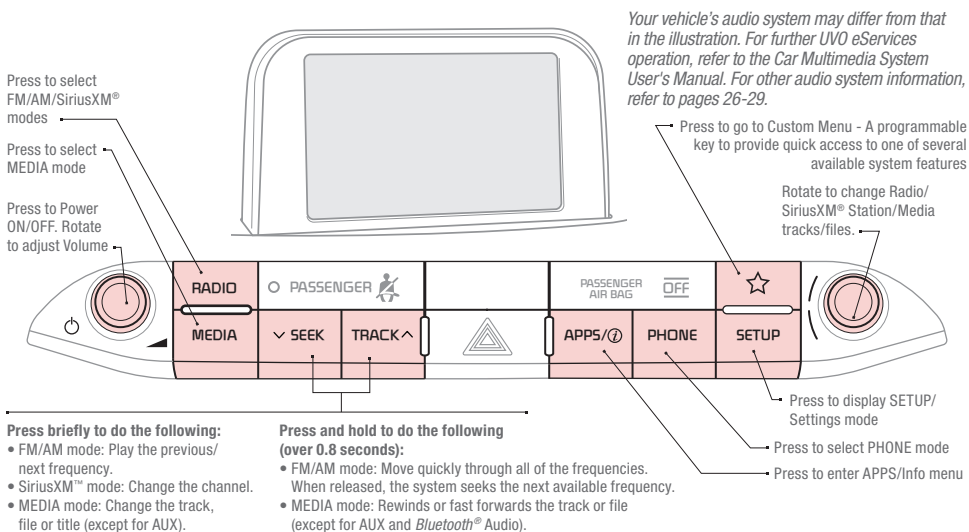 Your vehicle's audio system may differ from that
in the illustration. For further UVO eServices
operation, refer to the Car Multimedia System
User's Manual. For other audio system information,
refer to pages 26-29.
Press to select
FM/AM/SiriusXM®
modes
Press to select
MEDIA mode
Press to Power
ON/OFF. Rotate
to adjust Volume
Press to go to Custom Menu - A programmable
key to provide quick access to one of several
available system features
Rotate to change Radio/
SiriusXM® Station/Media
tracks/files.
RADIO
PASSENGER
PASSENGER
AIR BAG
OFF
MEDIA
SEEK
TRACK
APPS/i
PHONE
SETUP
Press to display SETUP/
Settings mode
Press to select PHONE mode
Press to enter APPS/Info menu
Press briefly to do the following:
• FM/AM mode: Play the previous/
next frequency.
• SiriusXM™ mode: Change the channel.
• MEDIA mode: Change the track,
file or title (except for AUX).
Press and hold to do the following
(over 0.8 seconds):
• FM/AM mode: Move quickly through all of the frequencies.
When released, the system seeks the next available frequency.
• MEDIA mode: Rewinds or fast forwards the track or file
(except for AUX and Bluetooth® Audio).